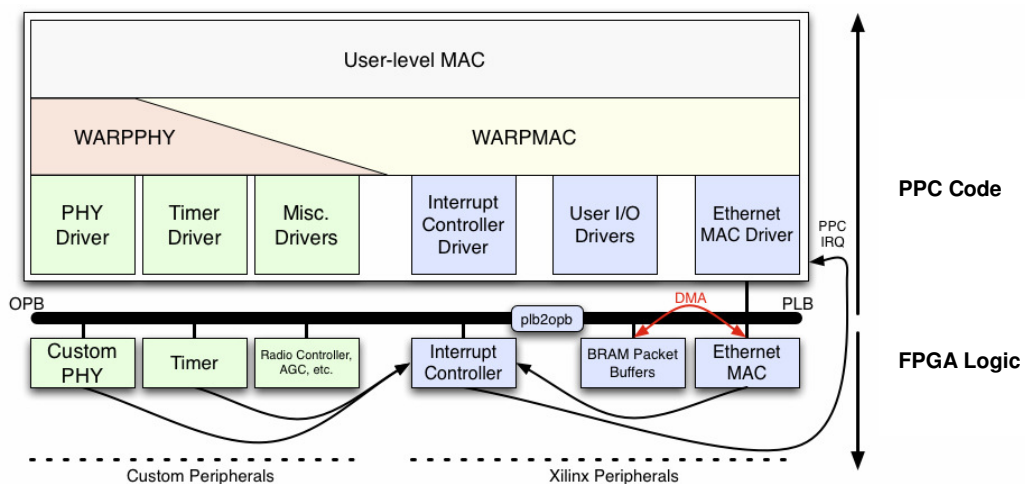 User-level MAC
WARPPHY
WARPMAC
PHY
Driver
Timer
Driver
Misc.
Drivers
Interrupt
Controller
Driver
User I/O
Drivers
Ethernet
MAC Driver
PPC
IRQ
PPC Code
OPB
plb2opb
DMA
PLB
Custom
PHY
Timer
Radio Controller,
AGC, etc.
Interrupt
Controller
BRAM Packet
Buffers
Ethernet
MAC
FPGA Logic
Custom Peripherals
Xilinx Peripherals